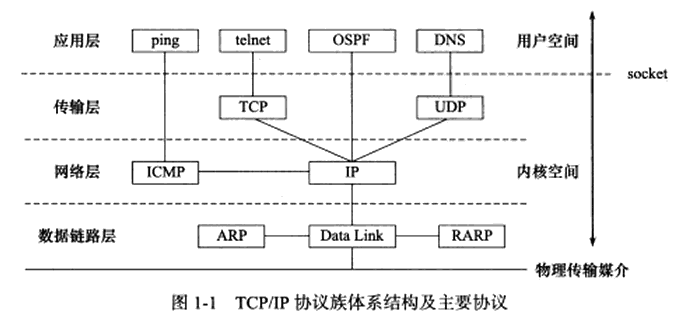 应用层 ping telnet OSPF DNS 用户空间
socket
传输层 TCP UDP
网络层 ICMP IP 内核空间
数据链路层 ARP Data Link RARP
物理传输媒介
图 1-1 TCP/IP 协议族体系结构及主要协议